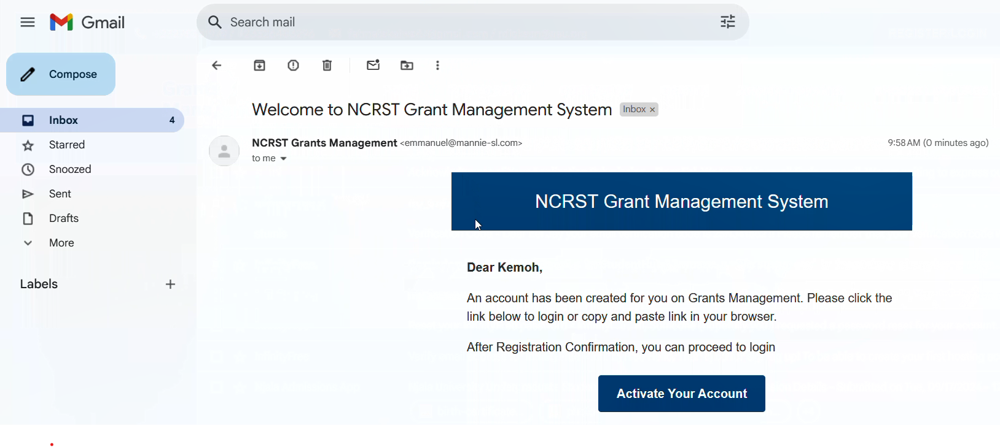 Gmail
Search mail
Compose
Inbox 4
Starred
Snoozed
Sent
Drafts
More
Labels
Welcome to NCRST Grant Management System Inbox ×
NCRST Grants Management <emmanuel@mannie-sl.com> 9:58 AM (0 minutes ago)
to me
NCRST Grant Management System
Dear Kemoh,
An account has been created for you on Grants Management. Please click the
link below to login or copy and paste link in your browser.
After Registration Confirmation, you can proceed to login
Activate Your Account